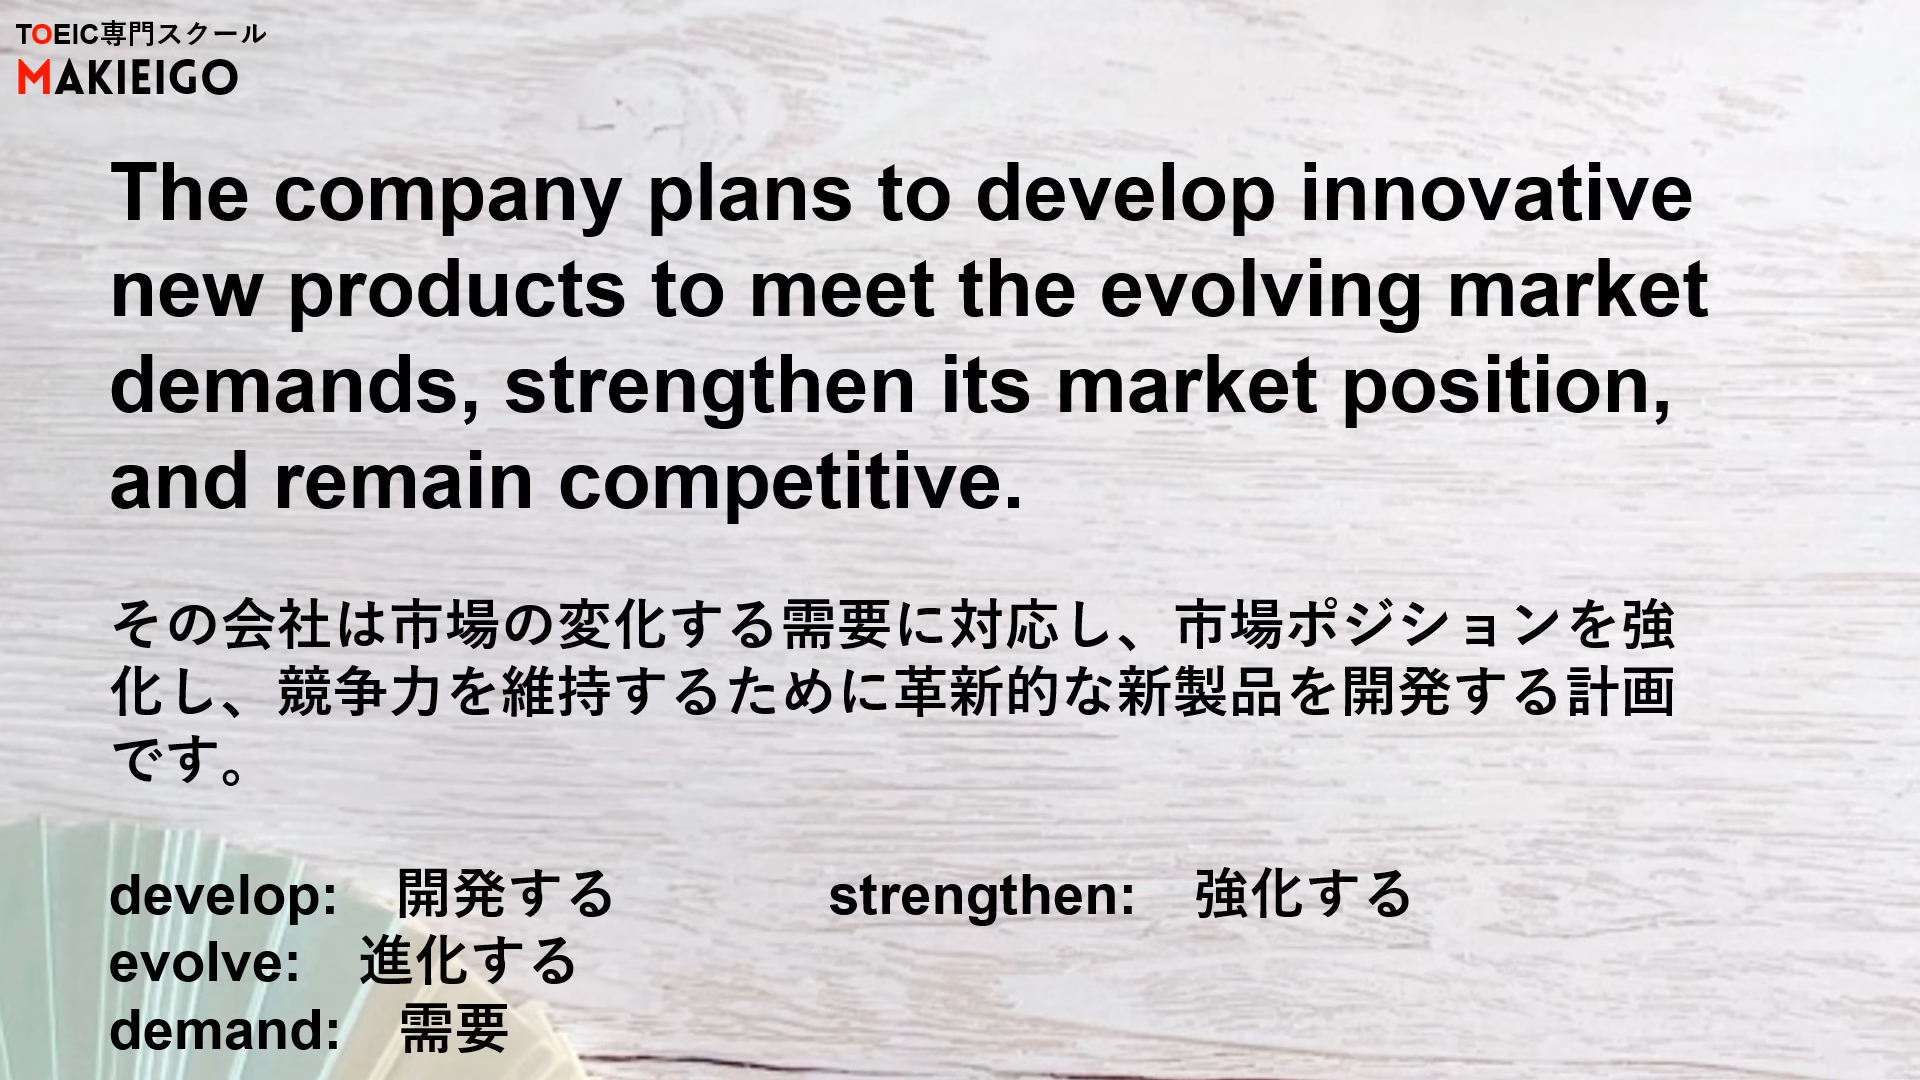 TOEIC専門スクール
MAKIEIGO
The company plans to develop innovative
new products to meet the evolving market
demands, strengthen its market position,
and remain competitive.
その会社は市場の変化する需要に対応し、市場ポジションを強
化し、競争力を維持するために革新的な新製品を開発する計画
です。
develop:　開発する
strengthen:　強化する
evolve:　進化する
demand:　需要